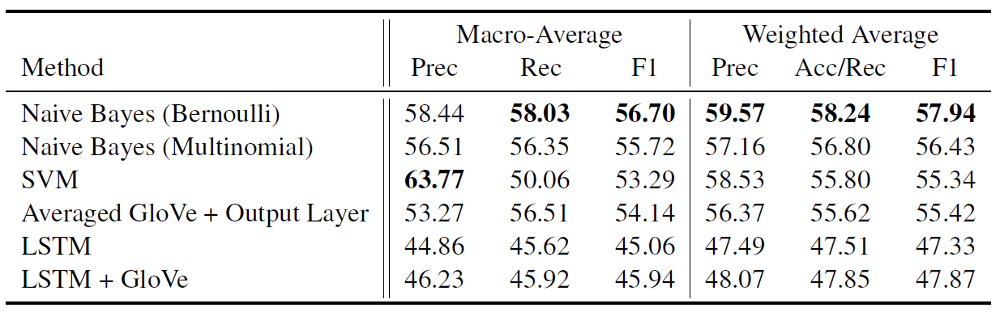 Macro-Average Weighted Average
Method Prec Rec F1 Prec Acc/Rec F1
Naive Bayes (Bernoulli) 58.44 58.03 56.70 59.57 58.24 57.94
Naive Bayes (Multinomial) 56.51 56.35 55.72 57.16 56.80 56.43
SVM 63.77 50.06 53.29 58.53 55.80 55.34
Averaged GloVe + Output Layer 53.27 56.51 54.14 56.37 55.62 55.42
LSTM 44.86 45.62 45.06 47.49 47.51 47.33
LSTM + GloVe 46.23 45.92 45.94 48.07 47.85 47.87